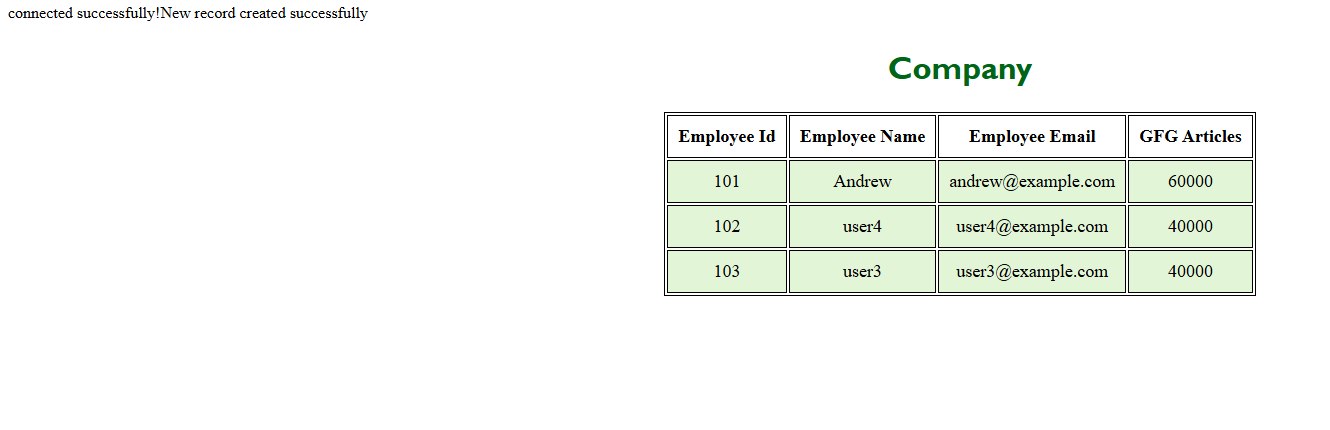 connected successfully!New record created successfully
Company
Employee Id Employee Name Employee Email GFG Articles
101 Andrew andrew@example.com 60000
102 user4 user4@example.com 40000
103 user3 user3@example.com 40000